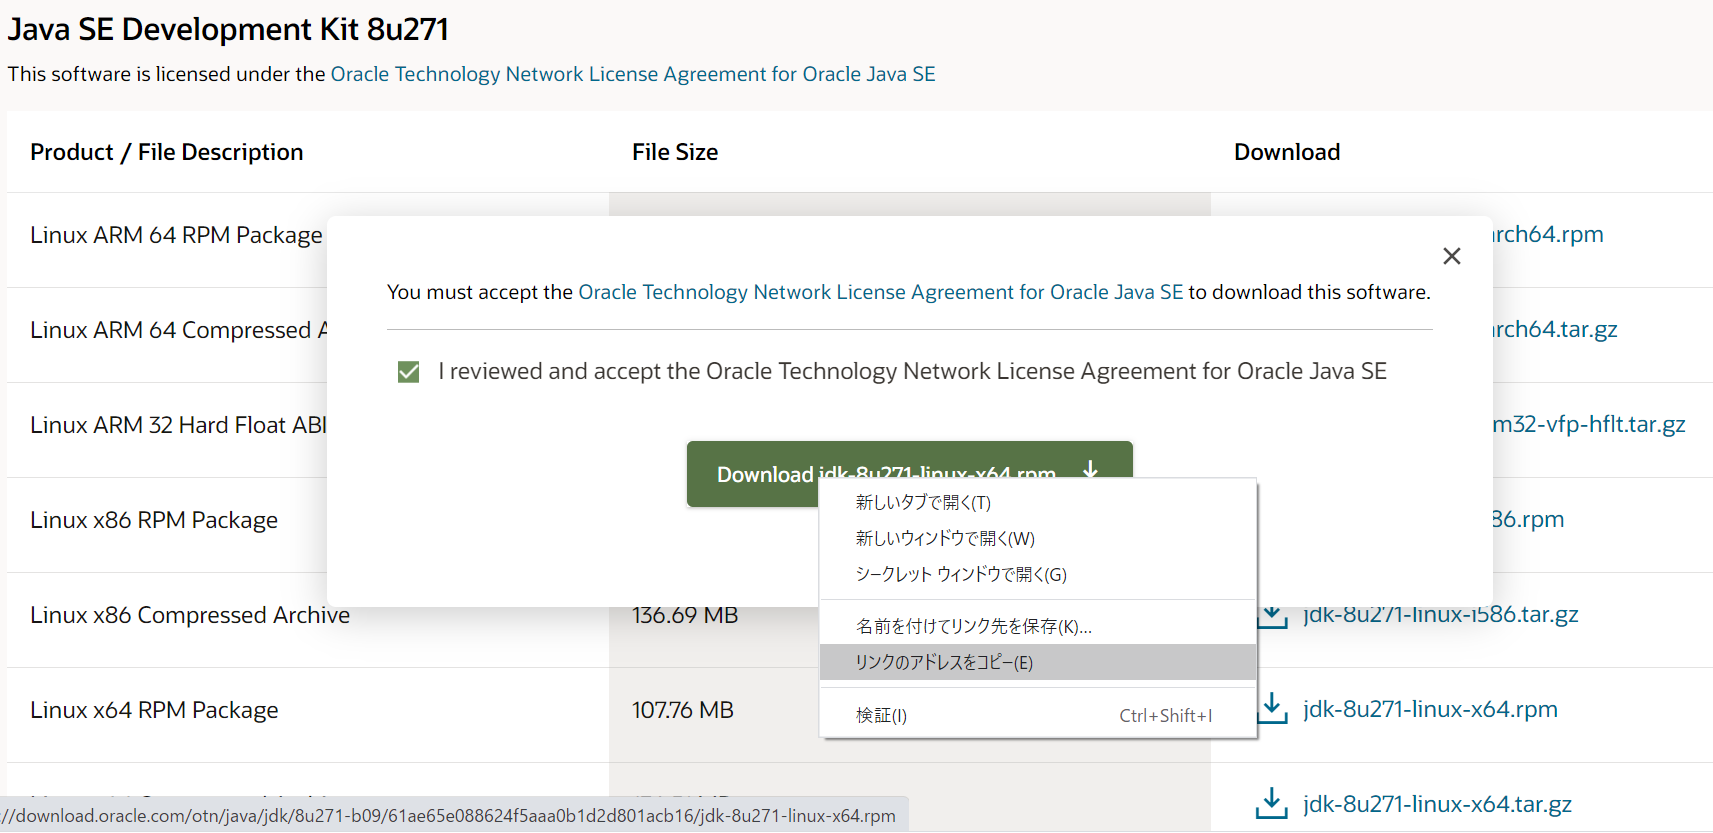 Java SE Development Kit 8u271
This software is licensed under the Oracle Technology Network License Agreement for Oracle Java SE
Product / File Description
File Size
Download
Linux ARM 64 RPM Package
arch64.rpm
You must accept the Oracle Technology Network License Agreement for Oracle Java SE to download this software.
Linux ARM 64 Compressed A
arch64.tar.gz
I reviewed and accept the Oracle Technology Network License Agreement for Oracle Java SE
Linux ARM 32 Hard Float ABI
m32-vfp-hflt.tar.gz
Download jdk-8u271-linux-x64.rpm
新しいタブで開く(T)
新しいウィンドウで開く(W)
シークレット ウィンドウで開く(G)
名前を付けてリンク先を保存(K)...
リンクのアドレスをコピー(E)
検証(I) Ctrl+Shift+I
Linux x86 RPM Package
86.rpm
Linux x86 Compressed Archive
136.69 MB
jdk-8u271-linux-i586.tar.gz
Linux x64 RPM Package
107.76 MB
jdk-8u271-linux-x64.rpm
jdk-8u271-linux-x64.tar.gz
//download.oracle.com/otn/java/jdk/8u271-b09/61ae65e088624f5aaa0b1d2d801acb16/jdk-8u271-linux-x64.rpm